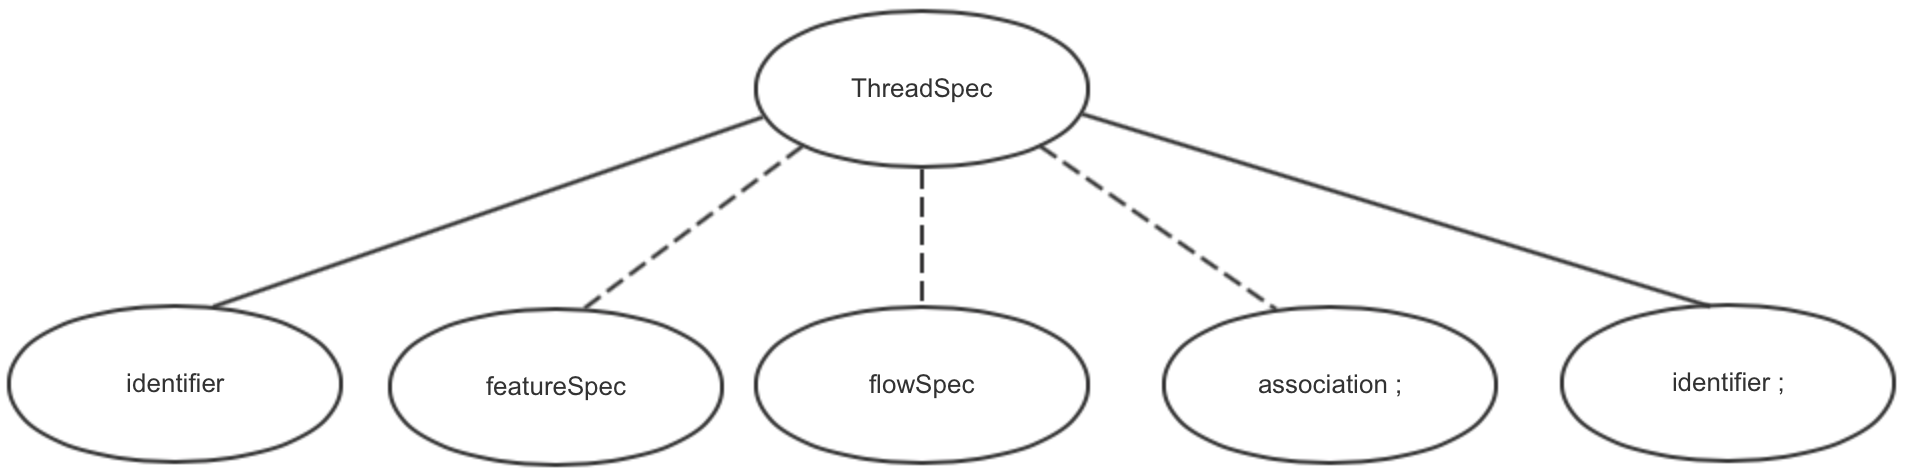 ThreadSpec
identifier
featureSpec
flowSpec
association ;
identifier ;